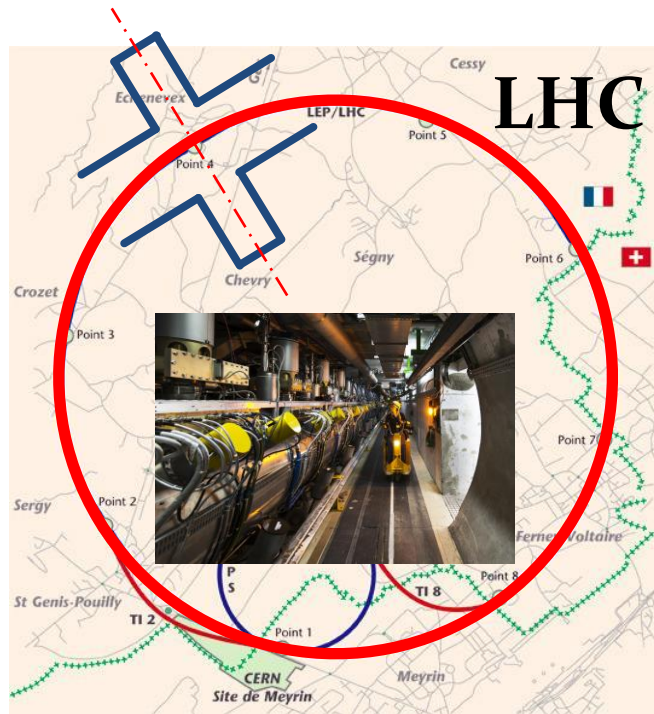 Cessy
LHC
G
Echenevex
LEP/LHC
Point 5
Point 4
Ségny
Point 6
Chevry
Crozet
Point 3
Point 7
Point 2
Sergy
Ferney Voltaire
P
S
Point 8
St Genis-Pouilly
TI 8
TI 2
Point 1
CERN
Site de Meyrin
Meyrin